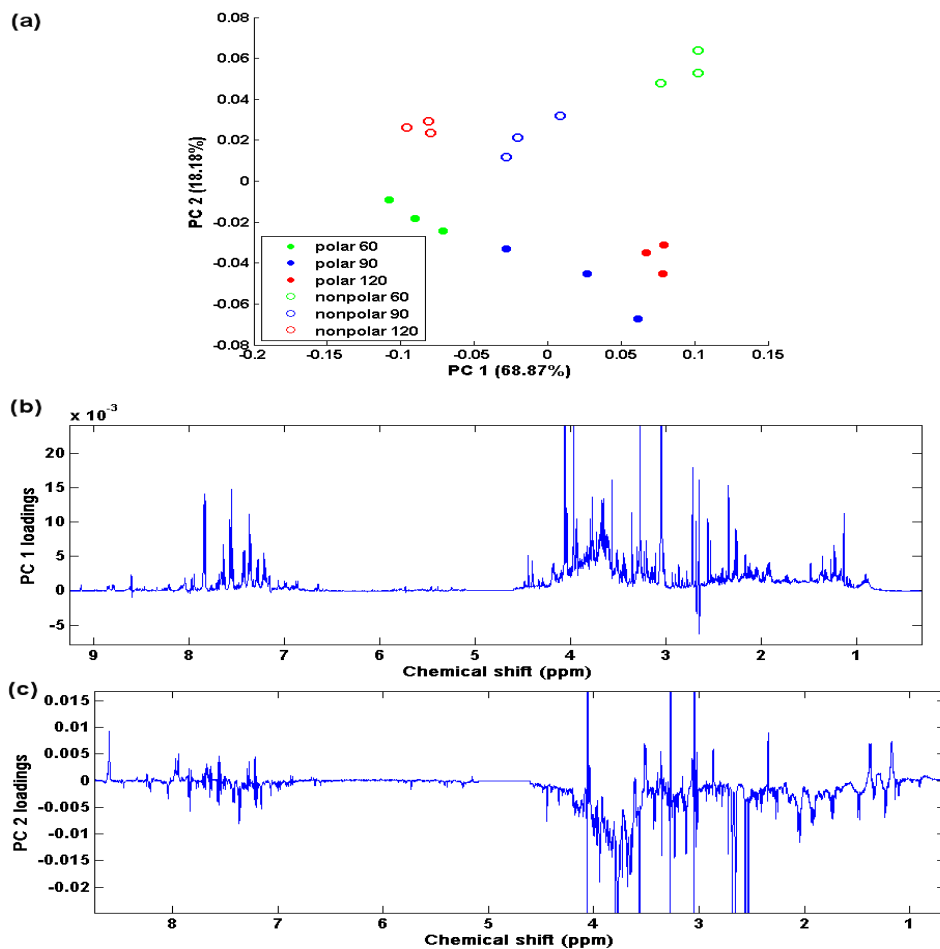 (a)
0.08
0.06
0.04
0.02
0
-0.02
-0.04
-0.06
-0.08
PC 2 (18.18%)
polar 60
polar 90
polar 120
nonpolar 60
nonpolar 90
nonpolar 120
-0.2 -0.15 -0.1 -0.05 0 0.05 0.1 0.15
PC 1 (68.87%)
(b)
x 10-3
20
15
10
5
0
-5
PC 1 loadings
9 8 7 6 5 4 3 2 1
Chemical shift (ppm)
(c)
0.015
0.01
0.005
0
-0.005
-0.01
-0.015
-0.02
PC 2 loadings
8 7 6 5 4 3 2 1
Chemical shift (ppm)